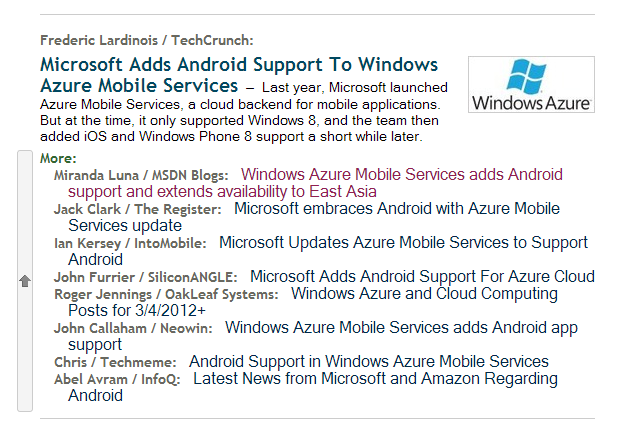 Frederic Lardinois / TechCrunch:
Microsoft Adds Android Support To Windows
Azure Mobile Services – Last year, Microsoft launched
Azure Mobile Services, a cloud backend for mobile applications.
But at the time, it only supported Windows 8, and the team then
added iOS and Windows Phone 8 support a short while later.
Windows Azure
More:
Miranda Luna / MSDN Blogs: Windows Azure Mobile Services adds Android
support and extends availability to East Asia
Jack Clark / The Register: Microsoft embraces Android with Azure Mobile
Services update
Ian Kersey / IntoMobile: Microsoft Updates Azure Mobile Services to Support
Android
John Furrier / SiliconANGLE: Microsoft Adds Android Support For Azure Cloud
Roger Jennings / OakLeaf Systems: Windows Azure and Cloud Computing
Posts for 3/4/2012+
John Callaham / Neowin: Windows Azure Mobile Services adds Android app
support
Chris / Techmeme: Android Support in Windows Azure Mobile Services
Abel Avram / InfoQ: Latest News from Microsoft and Amazon Regarding
Android